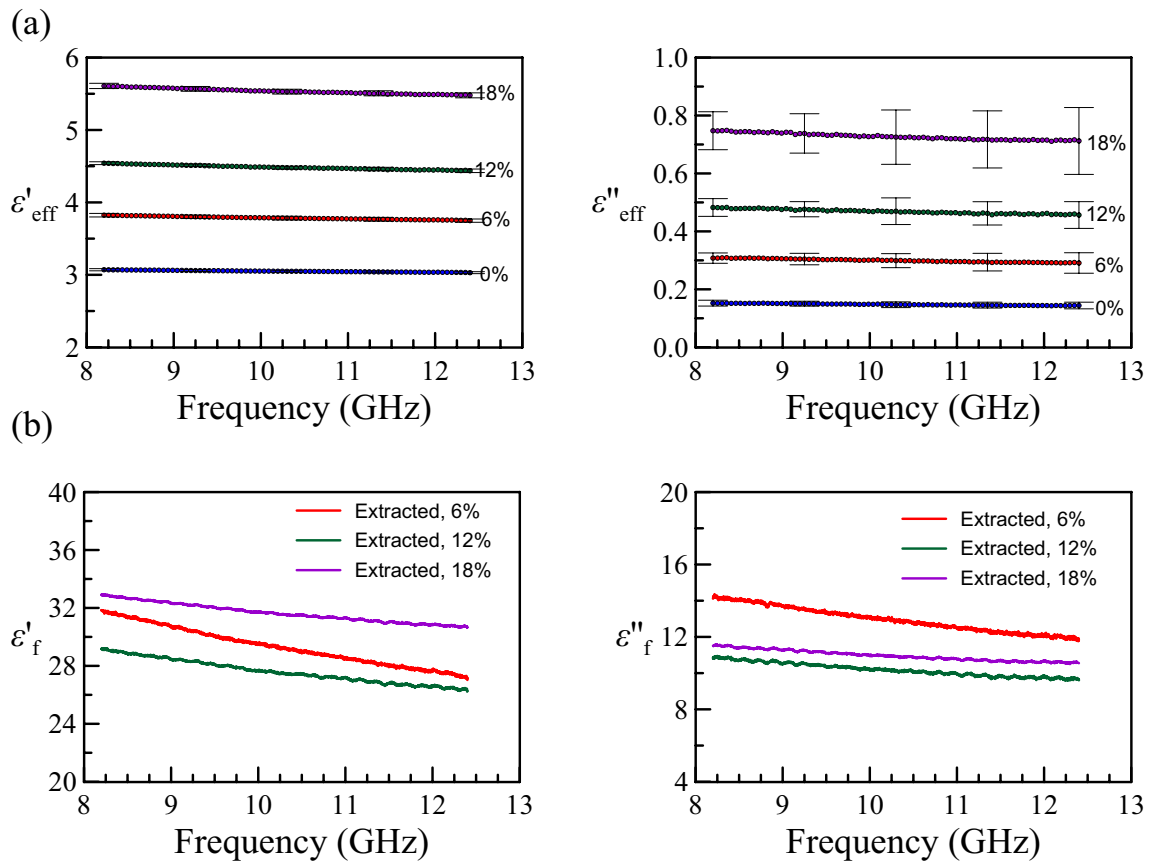 (a)
6
5
4
3
2
ε'eff
18%
12%
6%
0%
8 9 10 11 12 13
Frequency (GHz)
1.0
0.8
0.6
0.4
0.2
0.0
ε"eff
18%
12%
6%
0%
8 9 10 11 12 13
Frequency (GHz)
(b)
40
36
32
28
24
20
ε'f
Extracted, 6%
Extracted, 12%
Extracted, 18%
8 9 10 11 12 13
Frequency (GHz)
20
16
12
8
4
ε"f
Extracted, 6%
Extracted, 12%
Extracted, 18%
8 9 10 11 12 13
Frequency (GHz)